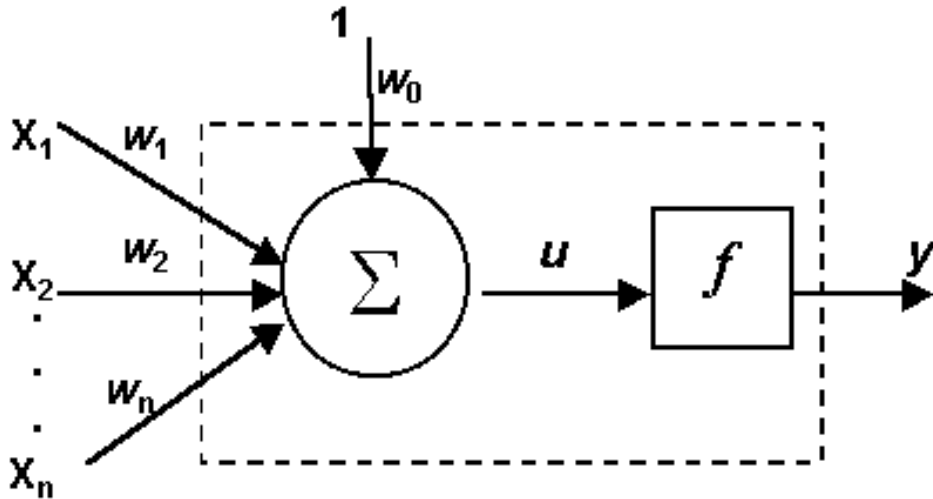 1
w₀
X₁
w₁
X₂
w₂
Σ
u
f
y
.
.
.
wₙ
Xₙ